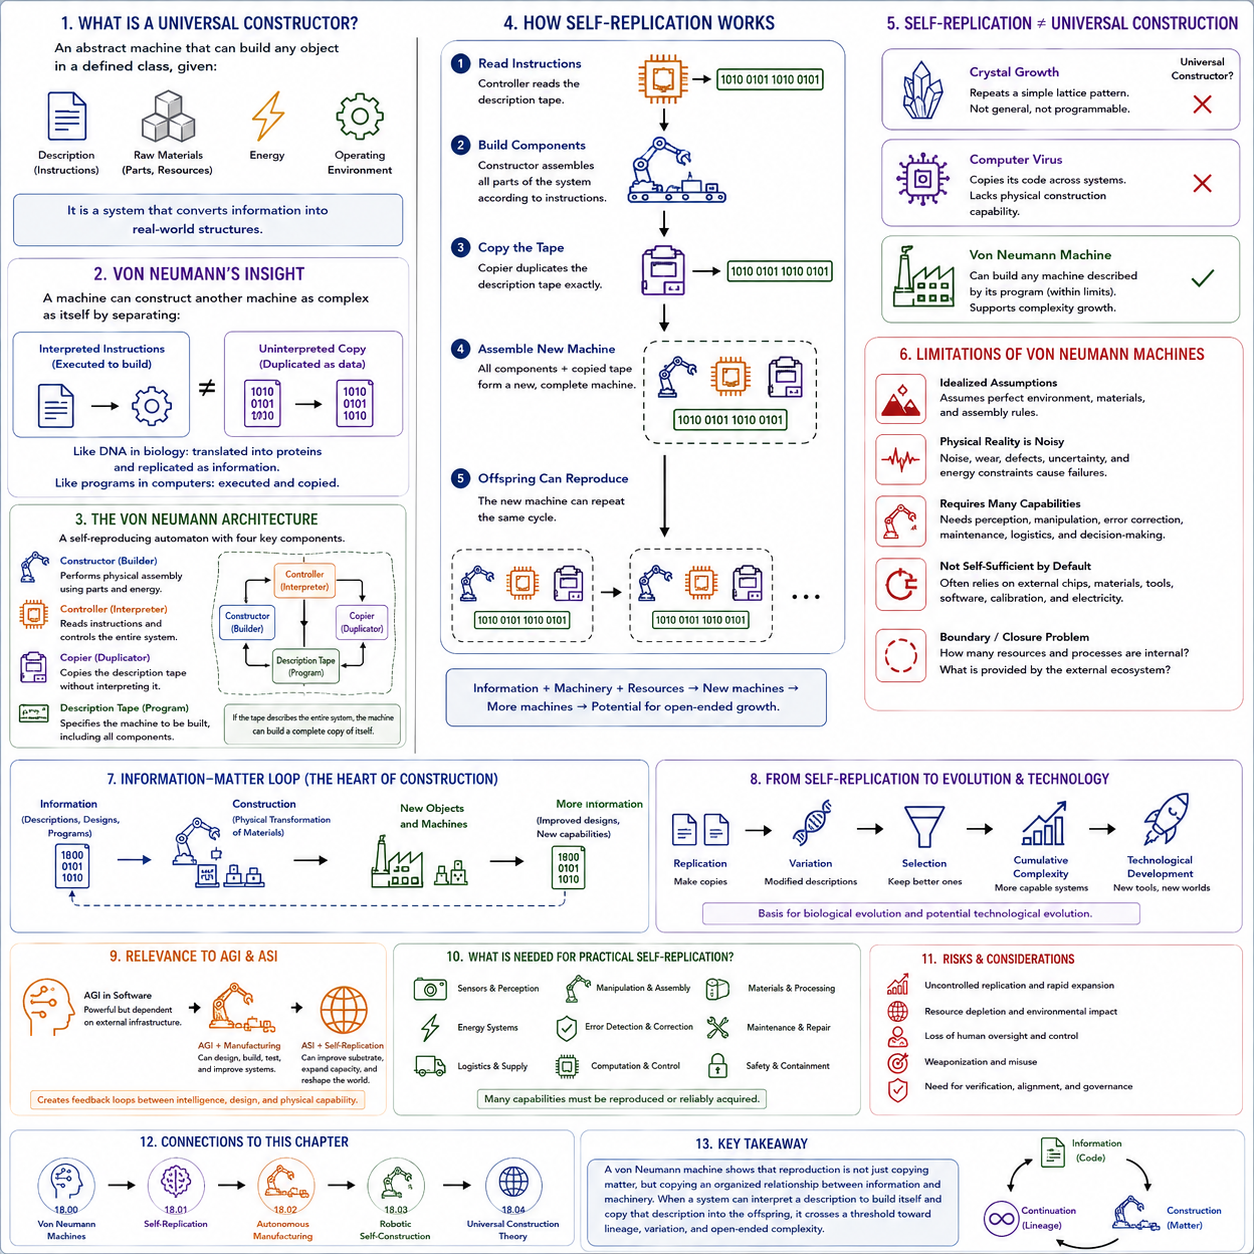 1. WHAT IS A UNIVERSAL CONSTRUCTOR?
An abstract machine that can build any object
in a defined class, given:
Description
(Instructions)
Raw Materials
(Parts, Resources)
Energy
Operating
Environment
It is a system that converts information into
real-world structures.
2. VON NEUMANN'S INSIGHT
A machine can construct another machine as complex
as itself by separating:
Interpreted Instructions
(Executed to build)
≠
Uninterpreted Copy
(Duplicated as data)
1010
0101
1010
1010
0101
1010
Like DNA in biology: translated into proteins
and replicated as information.
Like programs in computers: executed and copied.
3. THE VON NEUMANN ARCHITECTURE
A self-reproducing automaton with four key components.
Constructor (Builder)
Performs physical assembly
using parts and energy.
Controller (Interpreter)
Reads instructions and
controls the entire system.
Copier (Duplicator)
Copies the description tape
without interpreting it.
Description Tape (Program)
Specifies the machine to be built,
including all components.
Controller
(Interpreter)
Constructor
(Builder)
Copier
(Duplicator)
Description Tape
(Program)
If the tape describes the entire system, the machine
can build a complete copy of itself.
4. HOW SELF-REPLICATION WORKS
1 Read Instructions
Controller reads the
description tape.
1010 0101 1010 0101
2 Build Components
Constructor assembles
all parts of the system
according to instructions.
3 Copy the Tape
Copier duplicates the
description tape exactly.
1010 0101 1010 0101
4 Assemble New Machine
All components + copied tape
form a new, complete machine.
1010 0101 1010 0101
5 Offspring Can Reproduce
The new machine can repeat
the same cycle.
1010 0101 1010 0101
1010 0101 1010 0101
...
Information + Machinery + Resources → New machines →
More machines → Potential for open-ended growth.
5. SELF-REPLICATION ≠ UNIVERSAL CONSTRUCTION
Universal
Constructor?
Crystal Growth
Repeats a simple lattice pattern.
Not general, not programmable.
Computer Virus
Copies its code across systems.
Lacks physical construction
capability.
Von Neumann Machine
Can build any machine described
by its program (within limits).
Supports complexity growth.
6. LIMITATIONS OF VON NEUMANN MACHINES
Idealized Assumptions
Assumes perfect environment, materials,
and assembly rules.
Physical Reality is Noisy
Noise, wear, defects, uncertainty, and
energy constraints cause failures.
Requires Many Capabilities
Needs perception, manipulation, error correction,
maintenance, logistics, and decision-making.
Not Self-Sufficient by Default
Often relies on external chips, materials, tools,
software, calibration, and electricity.
Boundary / Closure Problem
How many resources and processes are internal?
What is provided by the external ecosystem?
7. INFORMATION–MATTER LOOP (THE HEART OF CONSTRUCTION)
Information
(Descriptions, Designs,
Programs)
1800
0101
1010
Construction
(Physical Transformation
of Materials)
New Objects
and Machines
More information
(Improved designs,
New capabilities)
1800
0101
1010
8. FROM SELF-REPLICATION TO EVOLUTION & TECHNOLOGY
Replication
Make copies
Variation
Modified descriptions
Selection
Keep better ones
Cumulative
Complexity
More capable systems
Technological
Development
New tools, new worlds
Basis for biological evolution and potential technological evolution.
9. RELEVANCE TO AGI & ASI
AGI in Software
Powerful but dependent
on external infrastructure.
AGI + Manufacturing
Can design, build, test,
and improve systems.
ASI + Self-Replication
Can improve substrate,
expand capacity, and
reshape the world.
Creates feedback loops between intelligence, design, and physical capability.
10. WHAT IS NEEDED FOR PRACTICAL SELF-REPLICATION?
Sensors & Perception
Manipulation & Assembly
Materials & Processing
Energy Systems
Error Detection & Correction
Maintenance & Repair
Logistics & Supply
Computation & Control
Safety & Containment
Many capabilities must be reproduced or reliably acquired.
11. RISKS & CONSIDERATIONS
Uncontrolled replication and rapid expansion
Resource depletion and environmental impact
Loss of human oversight and control
Weaponization and misuse
Need for verification, alignment, and governance
12. CONNECTIONS TO THIS CHAPTER
18.00
Von Neumann
Machines
18.01
Self-Replication
18.02
Autonomous
Manufacturing
18.03
Robotic
Self-Construction
18.04
Universal Construction
Theory
13. KEY TAKEAWAY
A von Neumann machine shows that reproduction is not just copying
matter, but copying an organized relationship between information and
machinery. When a system can interpret a description to build itself and
copy that description into the offspring, it crosses a threshold toward
lineage, variation, and open-ended complexity.
Information
(Code)
Continuation
(Lineage)
Construction
(Matter)